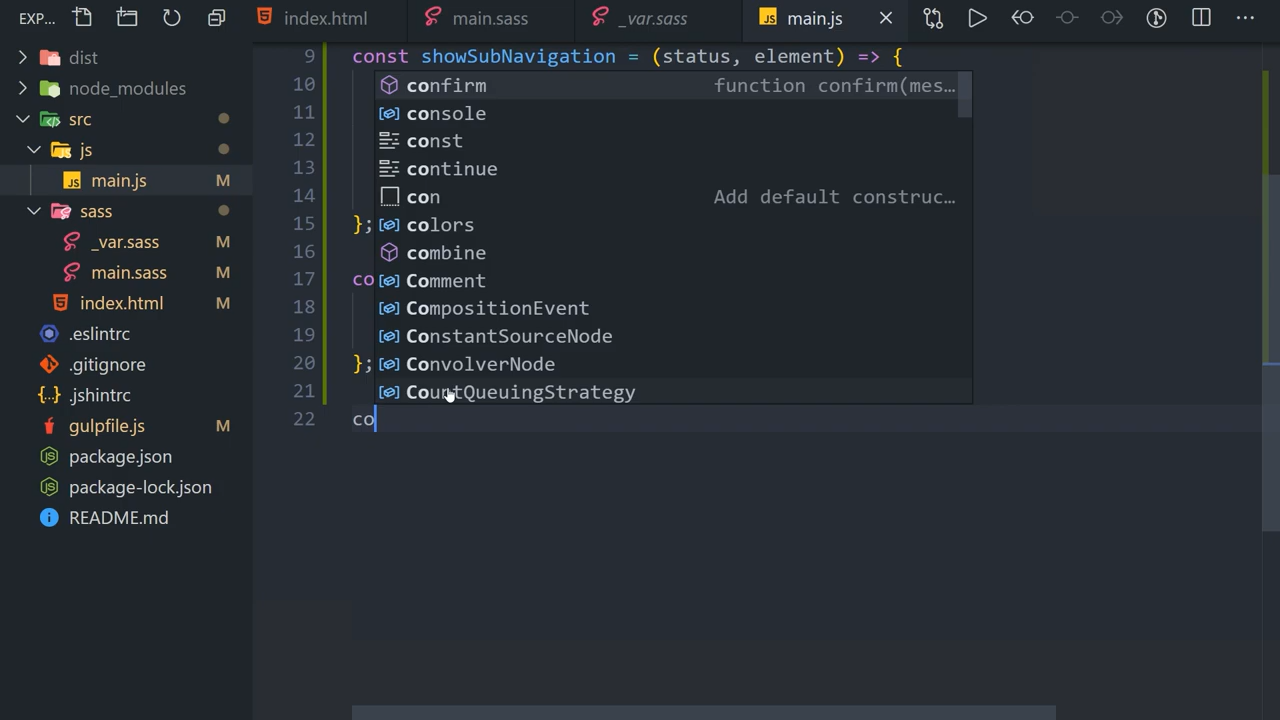 EXP...
index.html
main.sass
_var.sass
main.js
dist
node_modules
src
js
main.js M
sass
_var.sass M
main.sass M
index.html M
.eslintrc
.gitignore
.jshintrc
gulpfile.js M
package.json
package-lock.json
README.md
9 const showSubNavigation = (status, element) => {
10
11
12
13
14
15 };
16
17 co
18
19
20 };
21
22 co
confirm function confirm(mes…
console
const
continue
con Add default construc…
colors
combine
Comment
CompositionEvent
ConstantSourceNode
ConvolverNode
CountQueuingStrategy